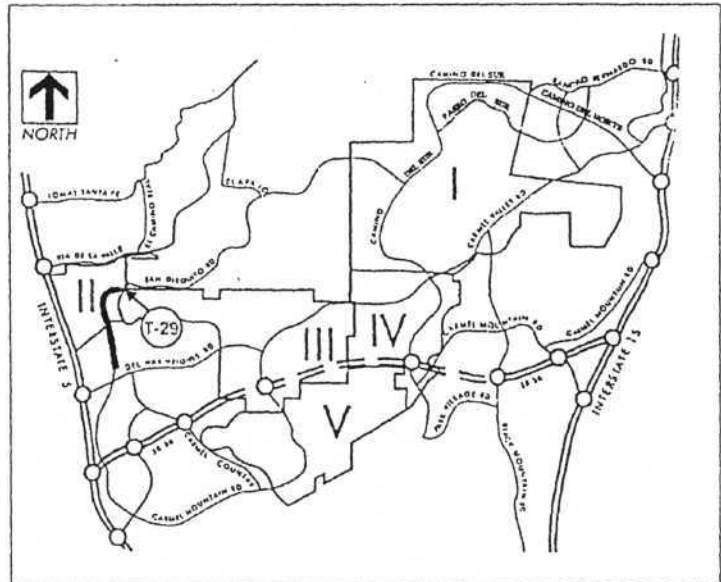 NORTH
CAMINO DEL SUR
RANCHO BERNARDO RD
CAMINO DEL NORTE
PASEO DEL SUR
LOMAS SANTA FE
EL CAMINO REAL
EL APAJO
DEL SUR
CAMINO
I
CARMEL VALLEY RD
VIA DE LA VALLE
SAN DIEGUITO RD
II
T-29
INTERSTATE 5
DEL MAR HEIGHTS RD
III
IV
CARMEL MOUNTAIN RD
CARMEL MOUNTAIN RD
INTERSTATE 15
SR 56
V
PARK VILLAGE RD
BLACK MOUNTAIN
SR 56
CARMEL COUNTRY
CARMEL MOUNTAIN RD